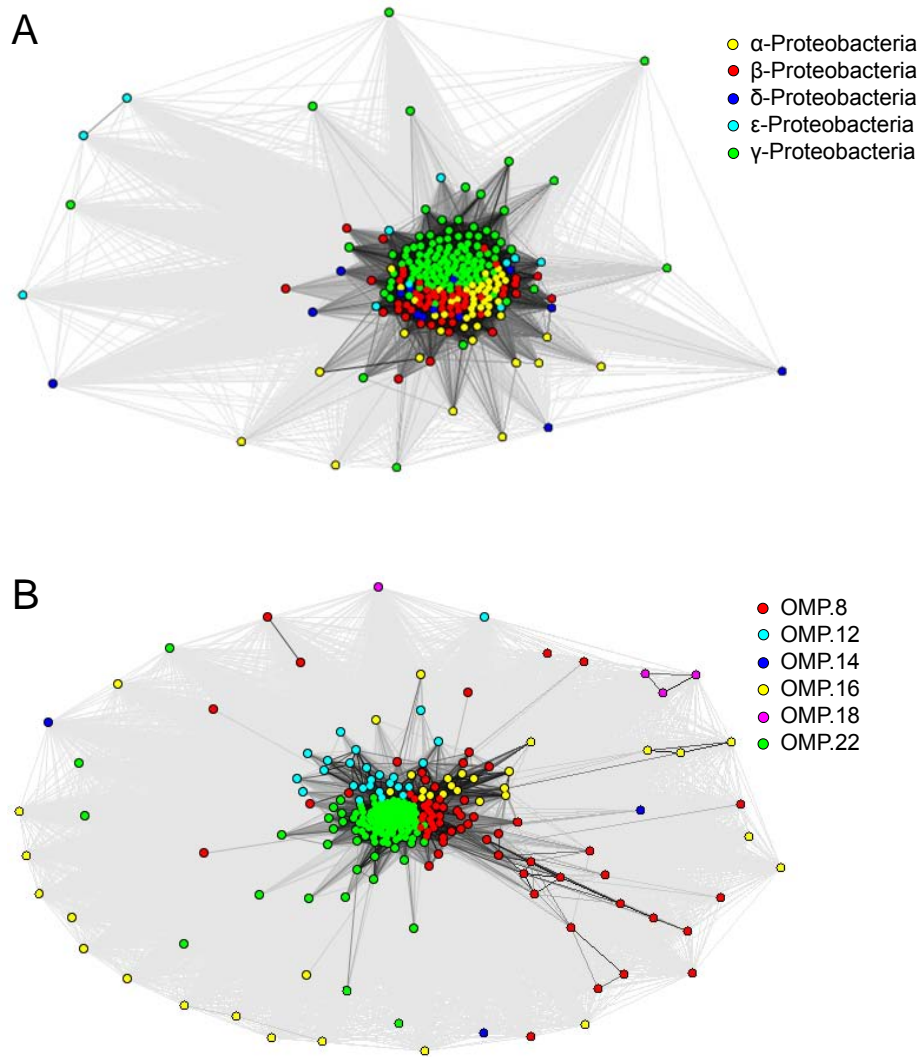 A
α-Proteobacteria
β-Proteobacteria
δ-Proteobacteria
ε-Proteobacteria
γ-Proteobacteria
B
OMP.8
OMP.12
OMP.14
OMP.16
OMP.18
OMP.22